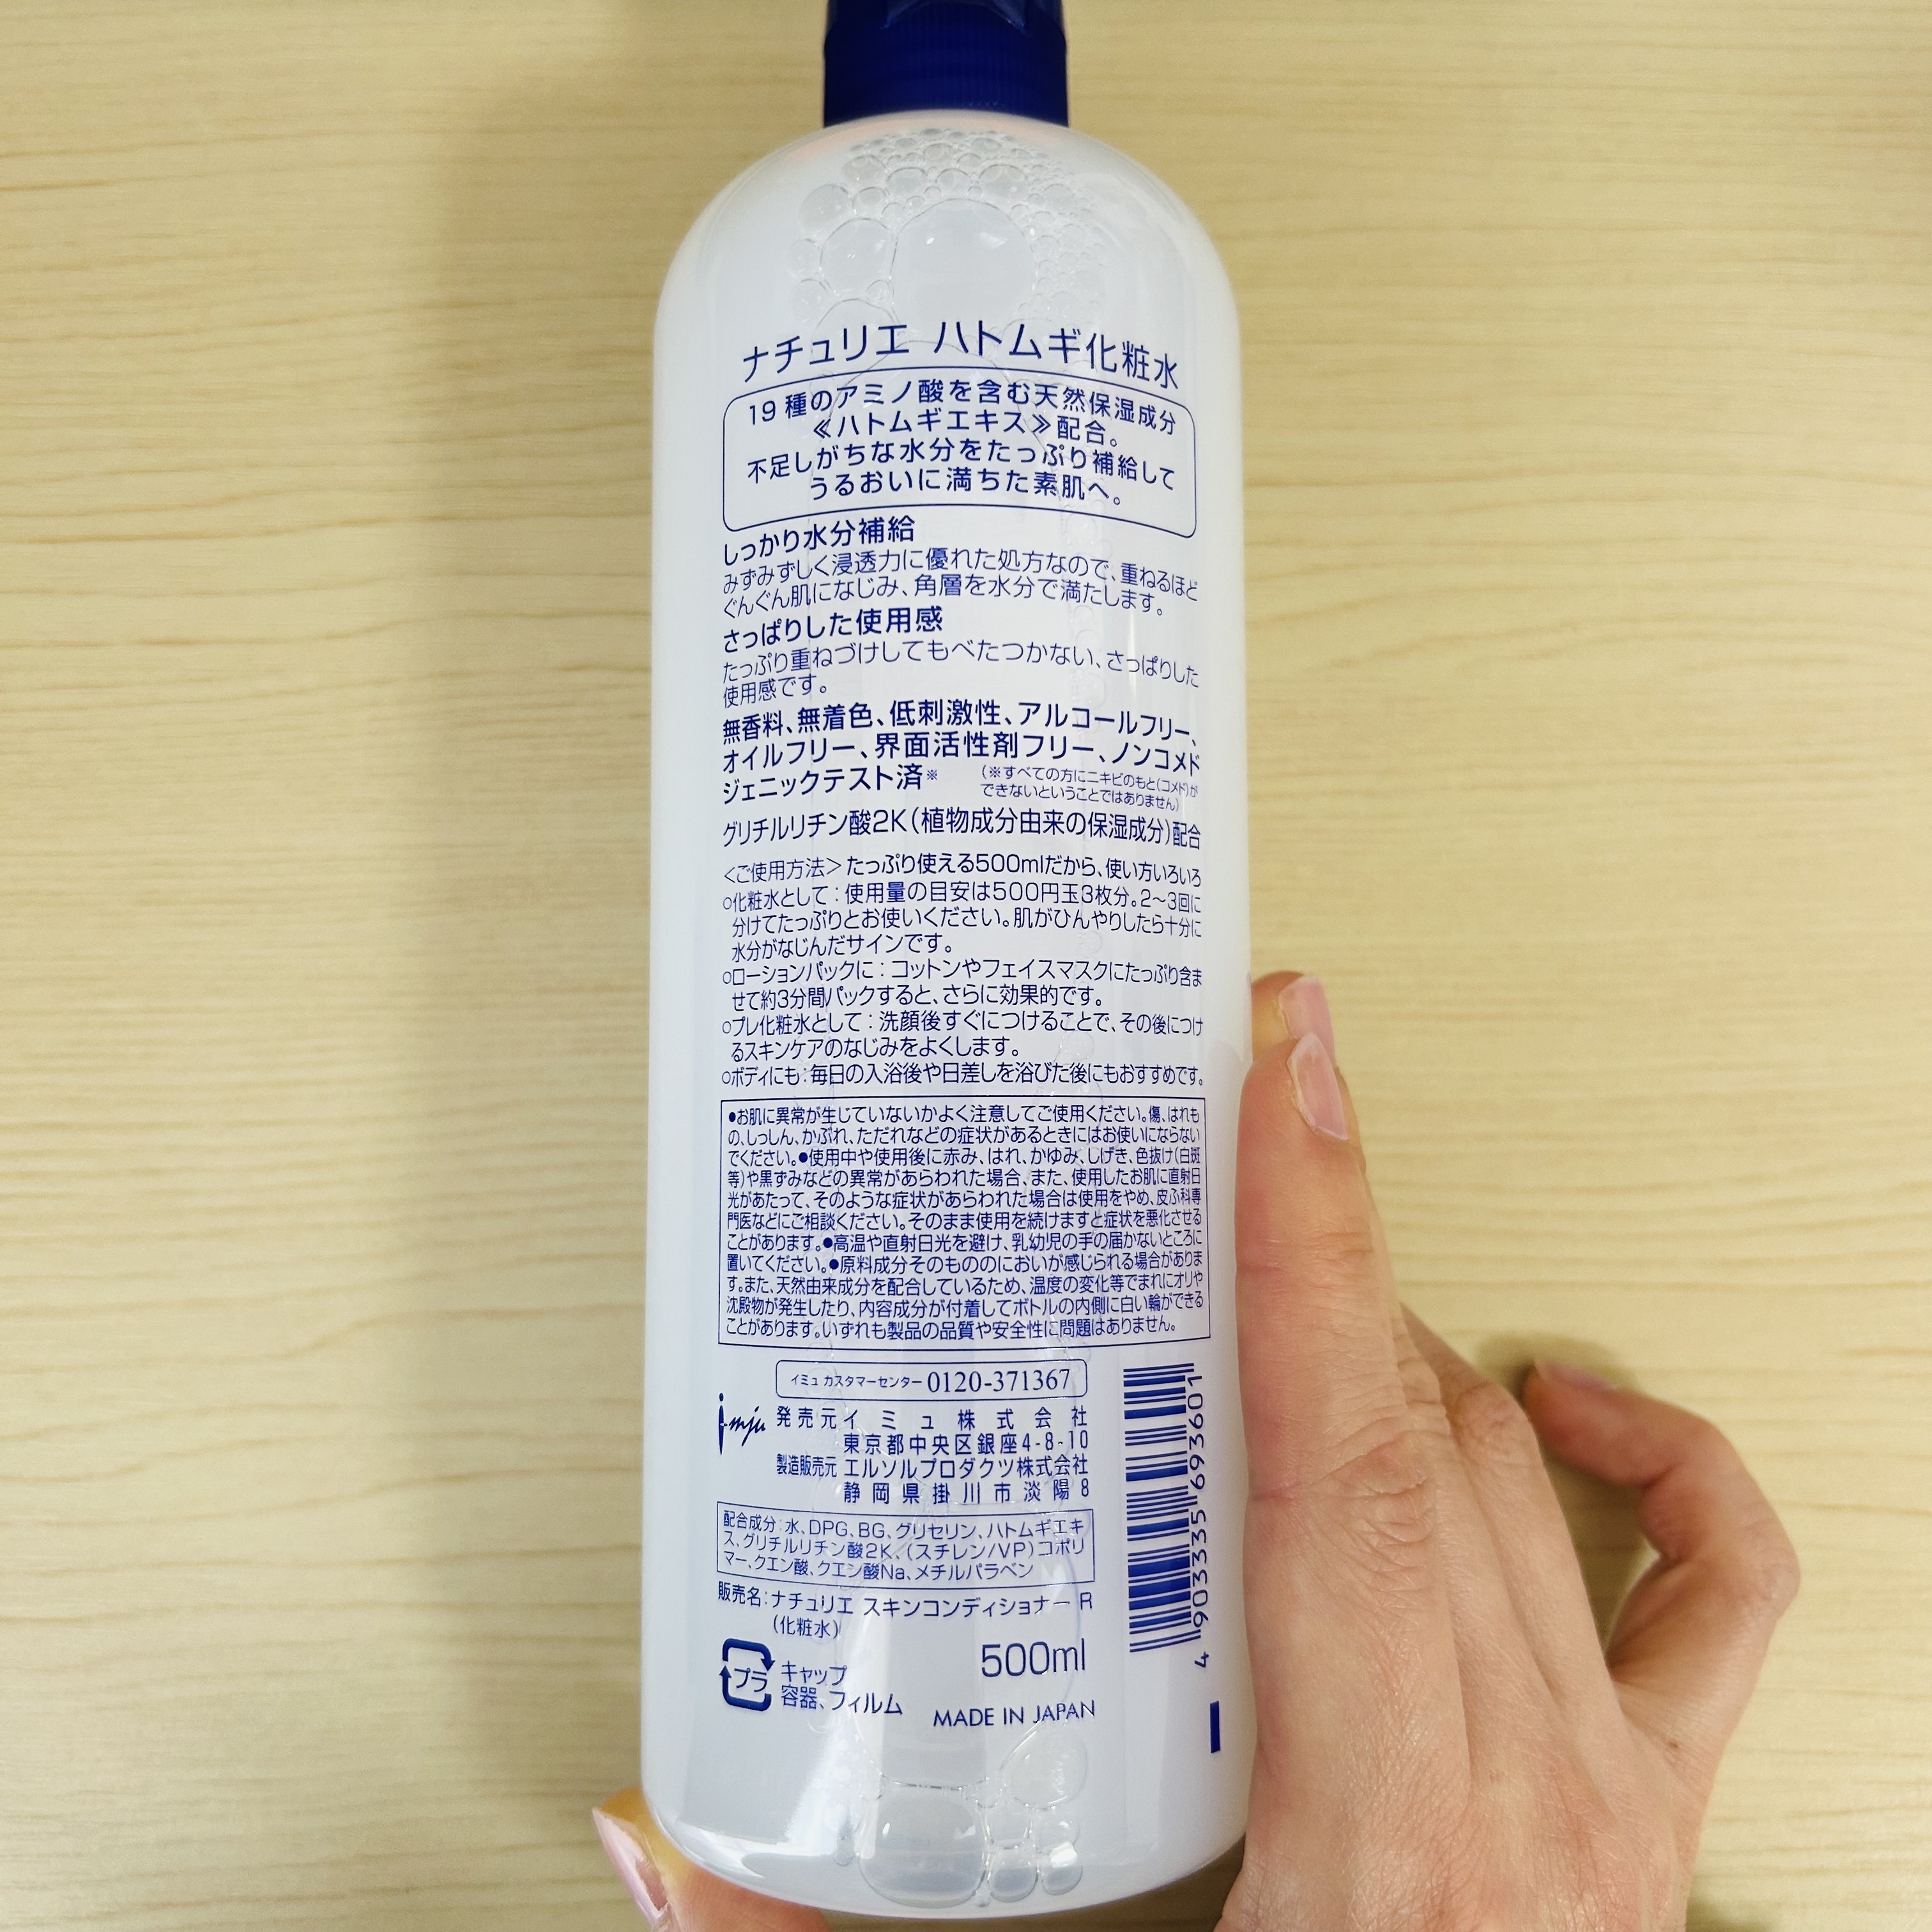 ナチュリエ ハトムギ化粧水
19種のアミノ酸を含む天然保湿成分
≪ハトムギエキス≫配合。
不足しがちな水分をたっぷり補給して
うるおいに満ちた素肌へ。
しっかり水分補給
みずみずしく浸透力に優れた処方なので、重ねるほど
ぐんぐん肌になじみ、角層を水分で満たします。
さっぱりした使用感
たっぷり重ねづけしてもべたつかない、さっぱりした
使用感です。
無香料、無着色、低刺激性、アルコールフリー、
オイルフリー、界面活性剤フリー、ノンコメド
ジェニックテスト済※
(※すべての方にニキビのもと(コメド)が
できないということではありません)
グリチルリチン酸2K(植物成分由来の保湿成分)配合
<ご使用方法>たっぷり使える500mlだから、使い方いろいろ
○化粧水として：使用量の目安は500円玉3枚分。2～3回に
分けてたっぷりとお使いください。肌がひんやりしたら十分に
水分がなじんだサインです。
○ローションパックに：コットンやフェイスマスクにたっぷり含ま
せて約3分間パックすると、さらに効果的です。
○プレ化粧水として：洗顔後すぐにつけることで、その後につけ
るスキンケアのなじみをよくします。
○ボディにも：毎日の入浴後や日差しを浴びた後にもおすすめです。
●お肌に異常が生じていないかよく注意してご使用ください。傷、はれも
の、しっしん、かぶれ、ただれなどの症状があるときにはお使いにならない
でください。●使用中や使用後に赤み、はれ、かゆみ、しげき、色抜け(白斑
等)や黒ずみなどの異常があらわれた場合、また、使用したお肌に直射日
光があたって、そのような症状があらわれた場合は使用をやめ、皮ふ科専
門医などにご相談ください。そのまま使用を続けますと症状を悪化させる
ことがあります。●高温や直射日光を避け、乳幼児の手の届かないところに
置いてください。●原料成分そのもののにおいが感じられる場合がありま
す。また、天然由来成分を配合しているため、温度の変化等でまれにオリや
沈殿物が発生したり、内容成分が付着してボトルの内側に白い輪ができる
ことがあります。いずれも製品の品質や安全性に問題はありません。
イミュ カスタマーセンター 0120-371367
i-mju
発売元 イミュ株式会社
東京都中央区銀座4-8-10
製造販売元 エルソルプロダクツ株式会社
静岡県掛川市淡陽8
配合成分：水、DPG、BG、グリセリン、ハトムギエキ
ス、グリチルリチン酸2K、(スチレン/VP)コポリ
マー、クエン酸、クエン酸Na、メチルパラベン
販売名：ナチュリエ スキンコンディショナー R
(化粧水)
プラ
キャップ
容器、フィルム
500ml
MADE IN JAPAN
4 903335 693601